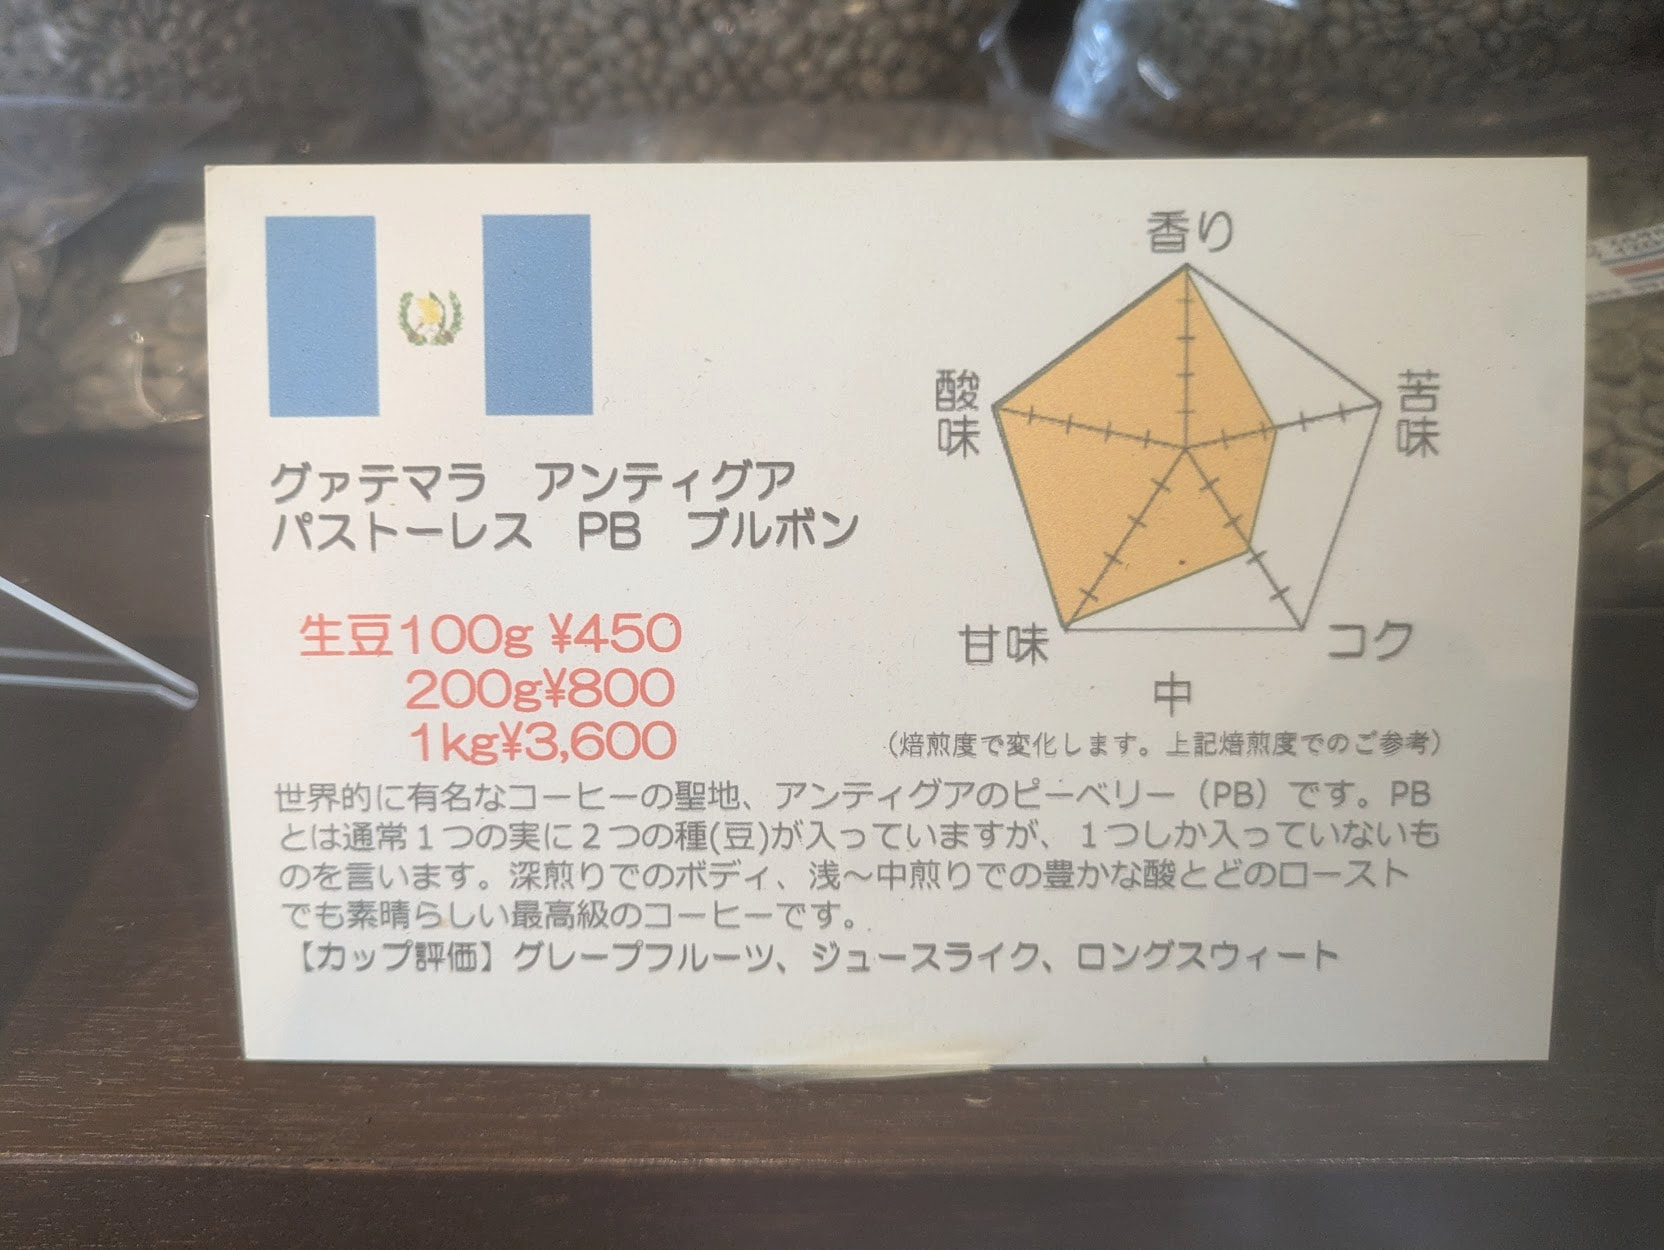 グァテマラ　アンティグア
パストーレス　PB　ブルボン
生豆100g ¥450
200g¥800
1kg¥3,600
香り
酸味
苦味
甘味
コク
中
（焙煎度で変化します。上記焙煎度でのご参考）
世界的に有名なコーヒーの聖地、アンティグアのピーベリー（PB）です。PB
とは通常１つの実に２つの種(豆)が入っていますが、１つしか入っていないも
のを言います。深煎りでのボディ、浅〜中煎りでの豊かな酸とどのロースト
でも素晴らしい最高級のコーヒーです。
【カップ評価】グレープフルーツ、ジュースライク、ロングスウィート